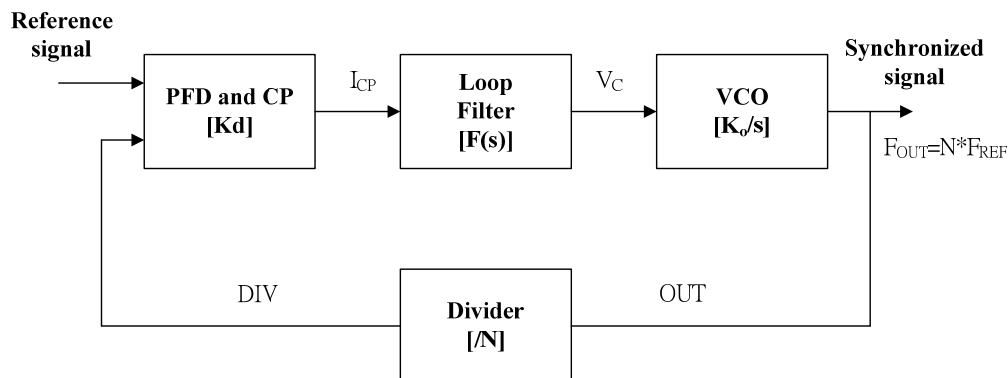 Reference
signal
PFD and CP
[Kd]
I_CP
Loop
Filter
[F(s)]
V_C
VCO
[K_o/s]
Synchronized
signal
F_OUT=N*F_REF
DIV
Divider
[/N]
OUT